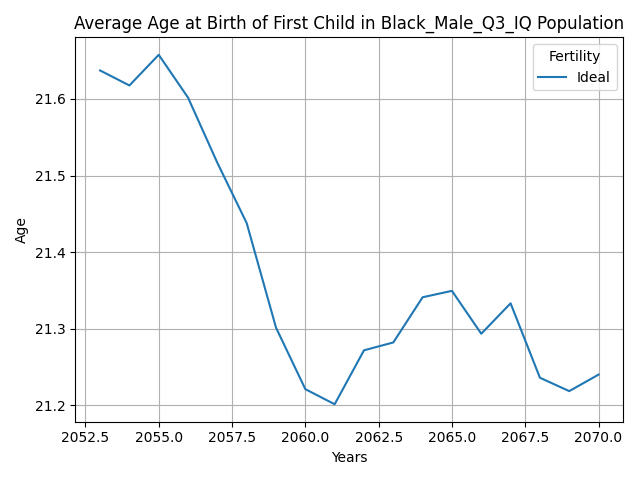 Average Age at Birth of First Child in Black_Male_Q3_IQ Population
Fertility
Ideal
21.6
21.5
21.4
21.3
21.2
Age
2052.5 2055.0 2057.5 2060.0 2062.5 2065.0 2067.5 2070.0
Years